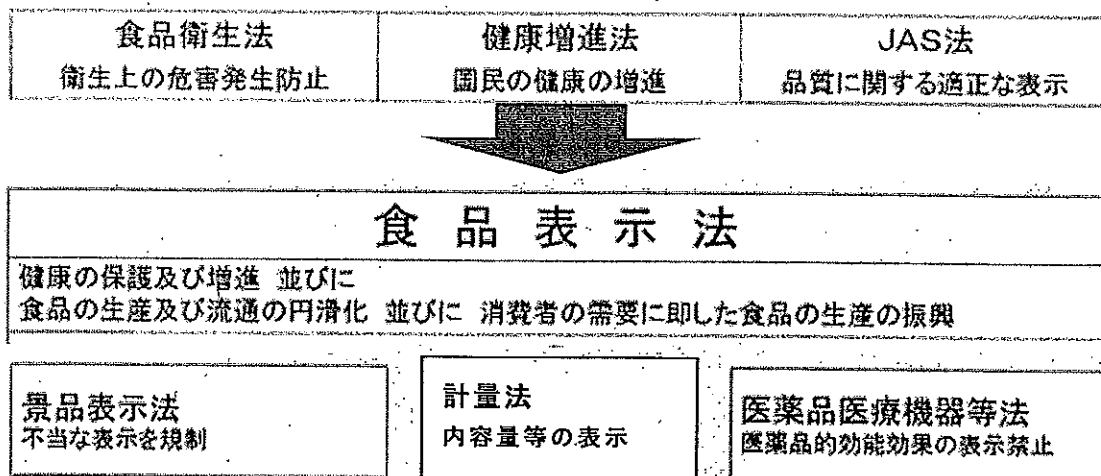 食品衛生法
衛生上の危害発生防止
健康増進法
国民の健康の増進
JAS法
品質に関する適正な表示
食品表示法
健康の保護及び増進 並びに
食品の生産及び流通の円滑化 並びに 消費者の需要に即した食品の生産の振興
景品表示法
不当な表示を規制
計量法
内容量等の表示
医薬品医療機器等法
医薬品的効能効果の表示禁止